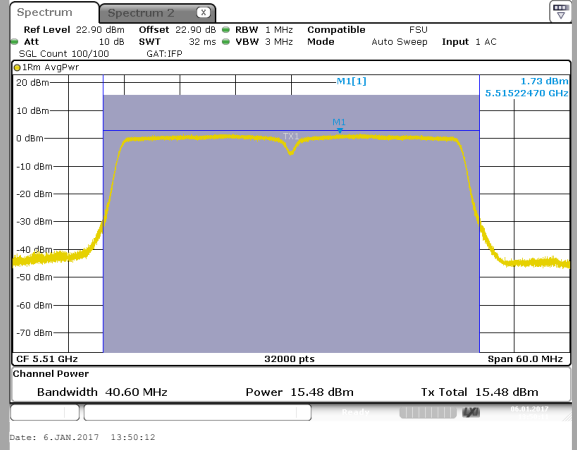 Spectrum
Spectrum 2
X
Ref Level 22.90 dBm Offset 22.90 dB RBW 1 MHz Compatible FSU
Att 10 dB SWT 32 ms VBW 3 MHz Mode Auto Sweep Input 1 AC
SGL Count 100/100 GAT:IFP
1Rm AvgPwr
M1[1] 1.73 dBm
5.51522470 GHz
20 dBm
10 dBm
M1
TX1
0 dBm
-10 dBm
-20 dBm
-30 dBm
-40 dBm
-50 dBm
-60 dBm
-70 dBm
CF 5.51 GHz 32000 pts Span 60.0 MHz
Channel Power
Bandwidth 40.60 MHz Power 15.48 dBm Tx Total 15.48 dBm
Ready 06.01.2017
Date: 6.JAN.2017 13:50:12